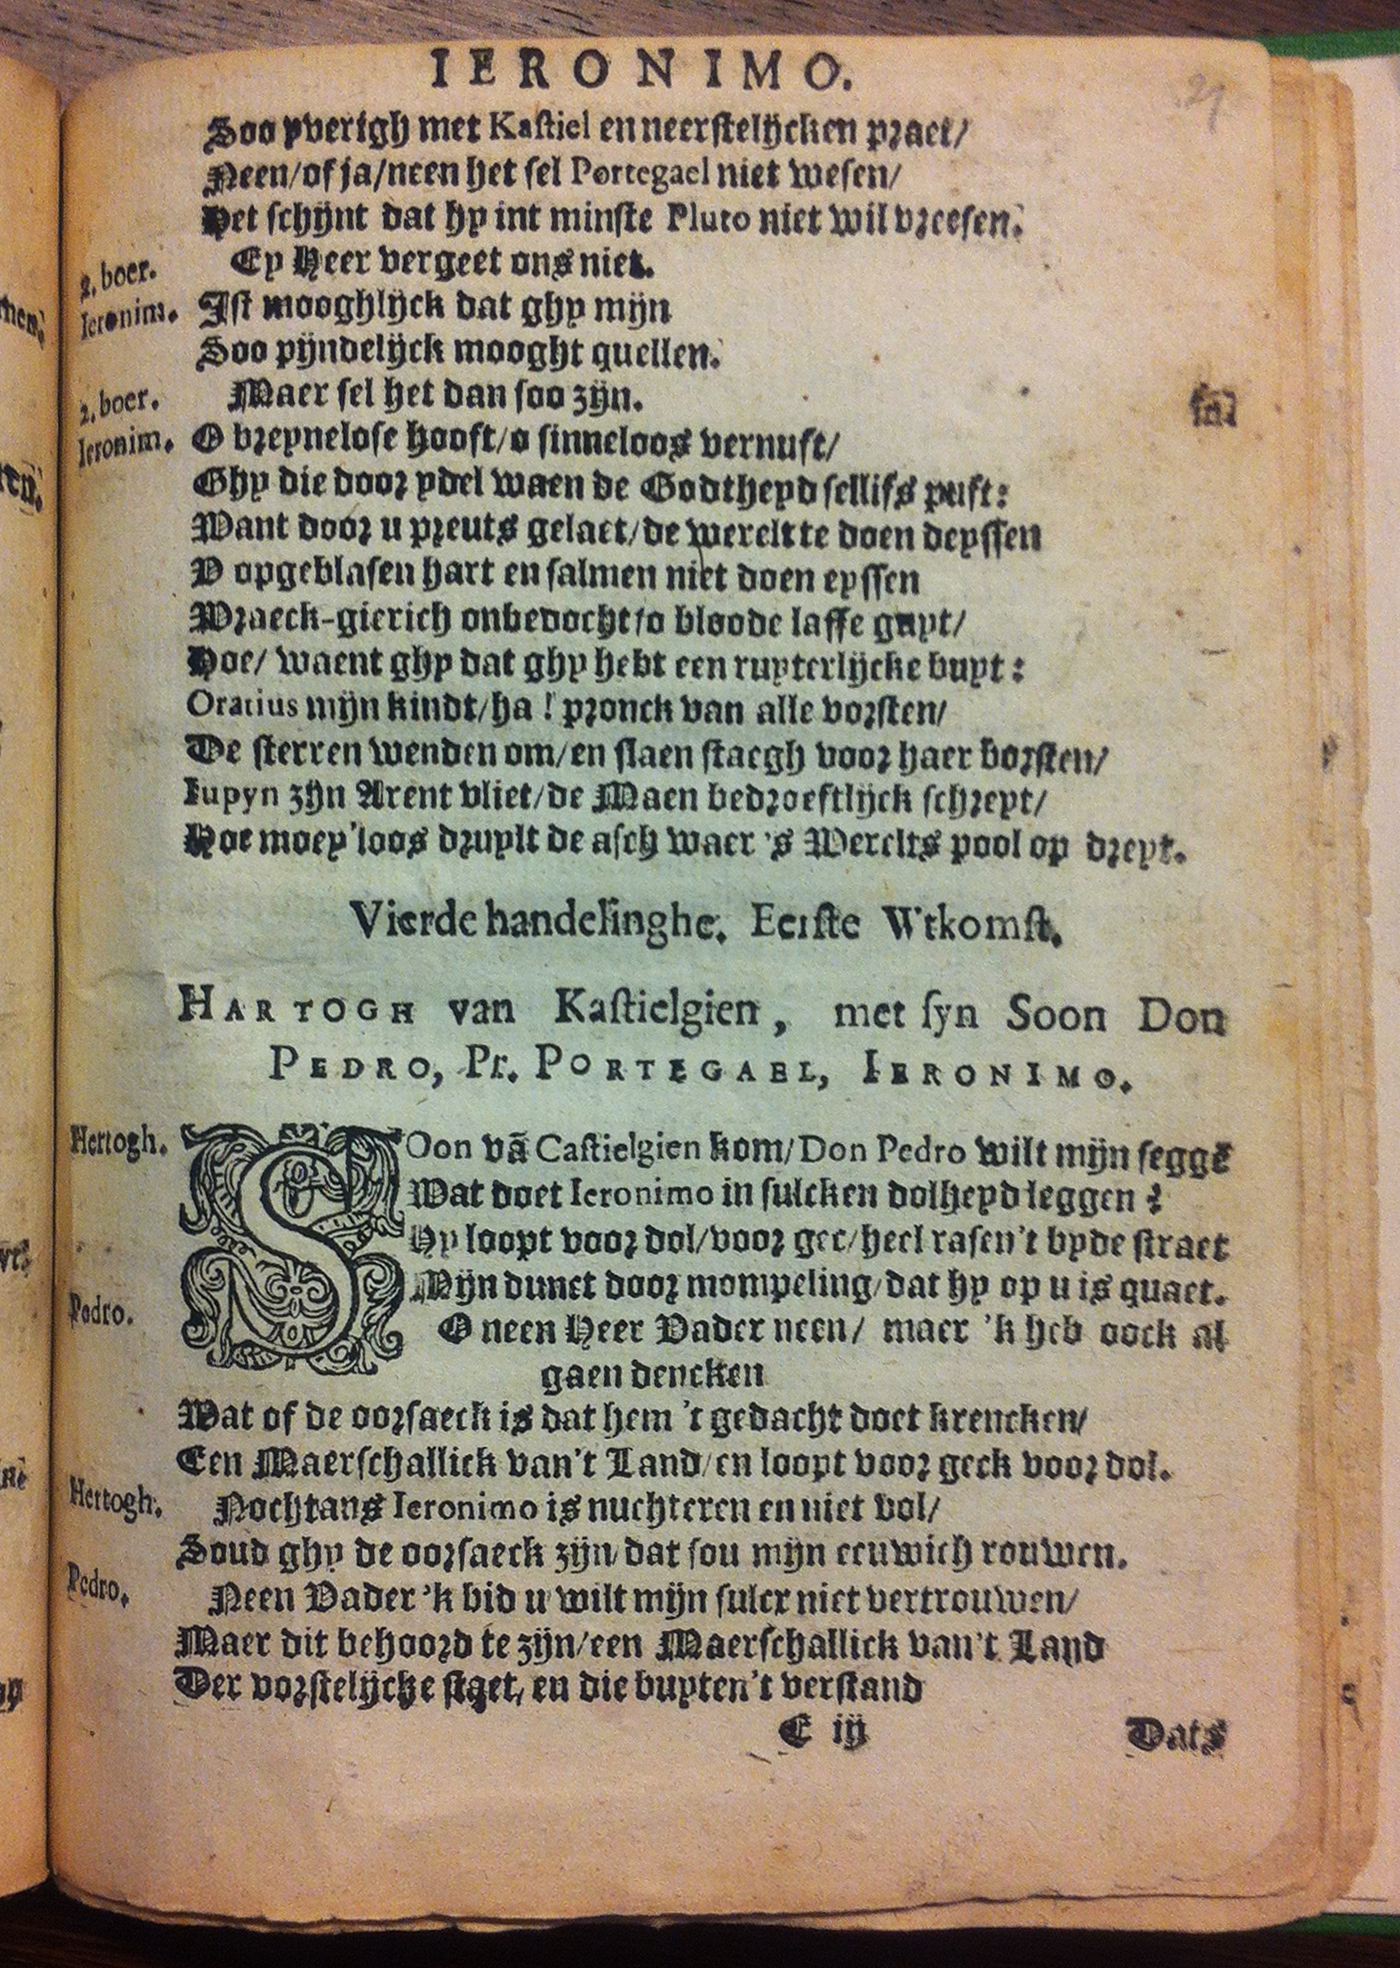 IERONIMO.
21
Soo yverigh met Kastiel en neerstelijcken praet/
Neen/of ja/neen het sel Portegael niet wesen/
Het schijnt dat hy int minste Pluto niet wil vreesen.
2. boer. Ey Heer vergeet ons niet.
Ieronim. Ist mooghlijck dat ghy mijn
Soo pijndelijck mooght quellen.
2. boer. Maer sel het dan soo zijn.
Ieronim. O breynelose hooft/o sinneloos vernuft/
Ghy die door ydel waen de Godtheyd sellifs puft:
Want door u preuts gelaet/de werelt te doen deyssen
V opgeblasen hart en salmen niet doen eyssen
Wraeck-gierich onbedocht/o bloode laffe guyt/
Hoe/ waent ghy dat ghy hebt een ruyterlijcke buyt:
Oratius mijn kindt/ha! pronck van alle vorsten/
De sterren wenden om/en slaen staegh voor haer borsten/
Iupyn zijn Arent vliet/de Maen bedroeftlijck schreyt/
Hoe moey'loos druylt de asch waer 's Werelts pool op dreyt.
Vierde handelinghe. Eerste Wtkomst.
HARTOGH van Kastielgien, met syn Soon Don
PEDRO, Pr. PORTEGAEL, IERONIMO.
Hertogh. SOon vā Castielgien kom/Don Pedro wilt mijn seggē
Wat doet Ieronimo in sulcken dolheyd leggen?
Hy loopt voor dol/voor gec/heel rasen't byde straet
Mijn dunct door mompeling/dat hy op u is quaet.
Pedro. O neen Heer Vader neen/ maer 'k heb oock al
gaen dencken
Wat of de oorsaeck is dat hem 't gedacht doet krencken/
Een Maerschallick van't Land/en loopt voor geck voor dol.
Hertogh. Nochtans Ieronimo is nuchteren en niet vol/
Soud ghy de oorsaeck zijn/dat sou mijn eeuwich rouwen.
Pedro. Neen Vader 'k bid u wilt mijn sulcx niet vertrouwen/
Maer dit behoord te zijn/een Maerschallick van't Land
Der vorstelijcke staet, en die buyten't verstand
E iij Dats